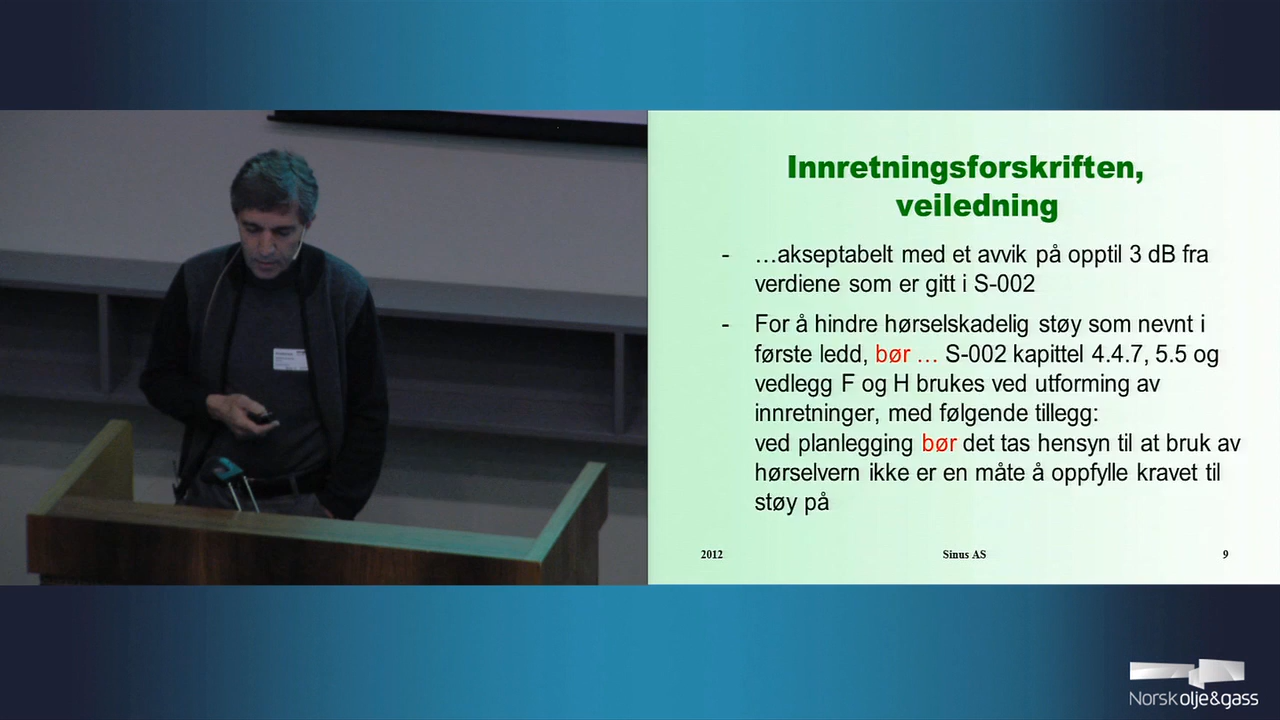 Innretningsforskriften,
veiledning
- …akseptabelt med et avvik på opptil 3 dB fra
verdiene som er gitt i S-002
- For å hindre hørselskadelig støy som nevnt i
første ledd, bør … S-002 kapittel 4.4.7, 5.5 og
vedlegg F og H brukes ved utforming av
innretninger, med følgende tillegg:
ved planlegging bør det tas hensyn til at bruk av
hørselvern ikke er en måte å oppfylle kravet til
støy på
2012 Sinus AS 9
Norsk olje&gass